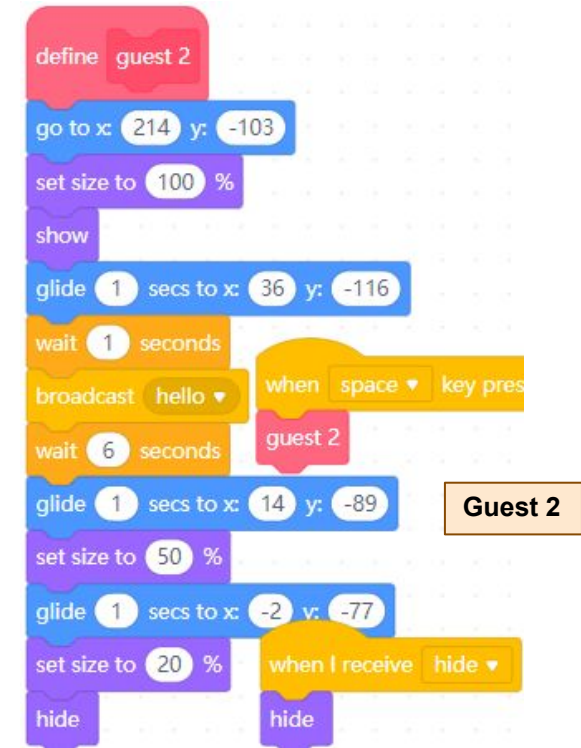 define guest 2
go to x: 214 y: -103
set size to 100 %
show
glide 1 secs to x: 36 y: -116
wait 1 seconds
broadcast hello
wait 6 seconds
glide 1 secs to x: 14 y: -89
set size to 50 %
glide 1 secs to x: -2 y: -77
set size to 20 %
hide
when space key pres
guest 2
Guest 2
when I receive hide
hide